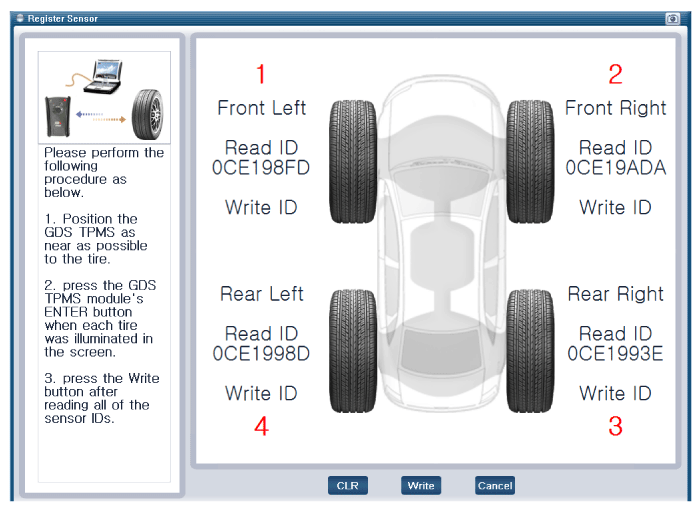 Register Sensor
Please perform the
following
procedure as
below.
1. Position the
GDS TPMS as
near as possible
to the tire.
2. press the GDS
TPMS module's
ENTER button
when each tire
was illuminated in
the screen.
3. press the Write
button after
reading all of the
sensor IDs.
1
Front Left
Read ID
0CE198FD
Write ID
2
Front Right
Read ID
0CE19ADA
Write ID
Rear Left
Read ID
0CE1998D
Write ID
4
Rear Right
Read ID
0CE1993E
Write ID
3
CLR
Write
Cancel